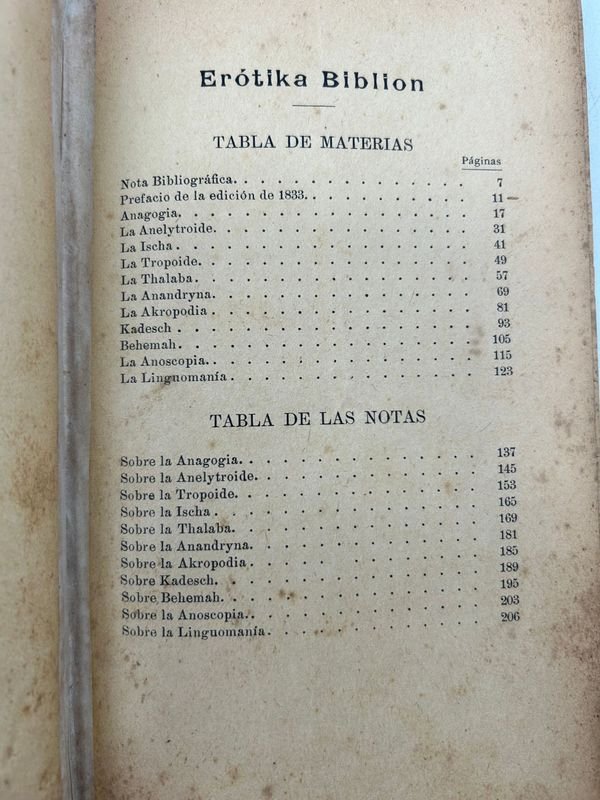 Erótika Biblion
TABLA DE MATERIAS
Páginas
Nota Bibliográfica. . . . . . . . . . . . . . . 7
Prefacio de la edición de 1833. . . . . . . . . . 11
Anagogia. . . . . . . . . . . . . . . . . . 17
La Anelytroide. . . . . . . . . . . . . . . . 31
La Ischa . . . . . . . . . . . . . . . . . . 41
La Tropoide. . . . . . . . . . . . . . . . . 49
La Thalaba. . . . . . . . . . . . . . . . . 57
La Anandryna. . . . . . . . . . . . . . . . 69
La Akropodia . . . . . . . . . . . . . . . . 81
Kadesch . . . . . . . . . . . . . . . . . . 93
Behemah. . . . . . . . . . . . . . . . . . 105
La Anoscopia. . . . . . . . . . . . . . . . . 115
La Linguomanía . . . . . . . . . . . . . . . 123
TABLA DE LAS NOTAS
Sobre la Anagogia. . . . . . . . . . . . . . 137
Sobre la Anelytroide. . . . . . . . . . . . . 145
Sobre la Tropoide. . . . . . . . . . . . . . 153
Sobre la Ischa . . . . . . . . . . . . . . . 165
Sobre la Thalaba. . . . . . . . . . . . . . 169
Sobre la Anandryna. . . . . . . . . . . . . 181
Sobre la Akropodia . . . . . . . . . . . . . 185
Sobre Kadesch. . . . . . . . . . . . . . . 189
Sobre Behemah. . . . . . . . . . . . . . . 195
Sobre la Anoscopia. . . . . . . . . . . . . . 203
Sobre la Linguomanía. . . . . . . . . . . . 206